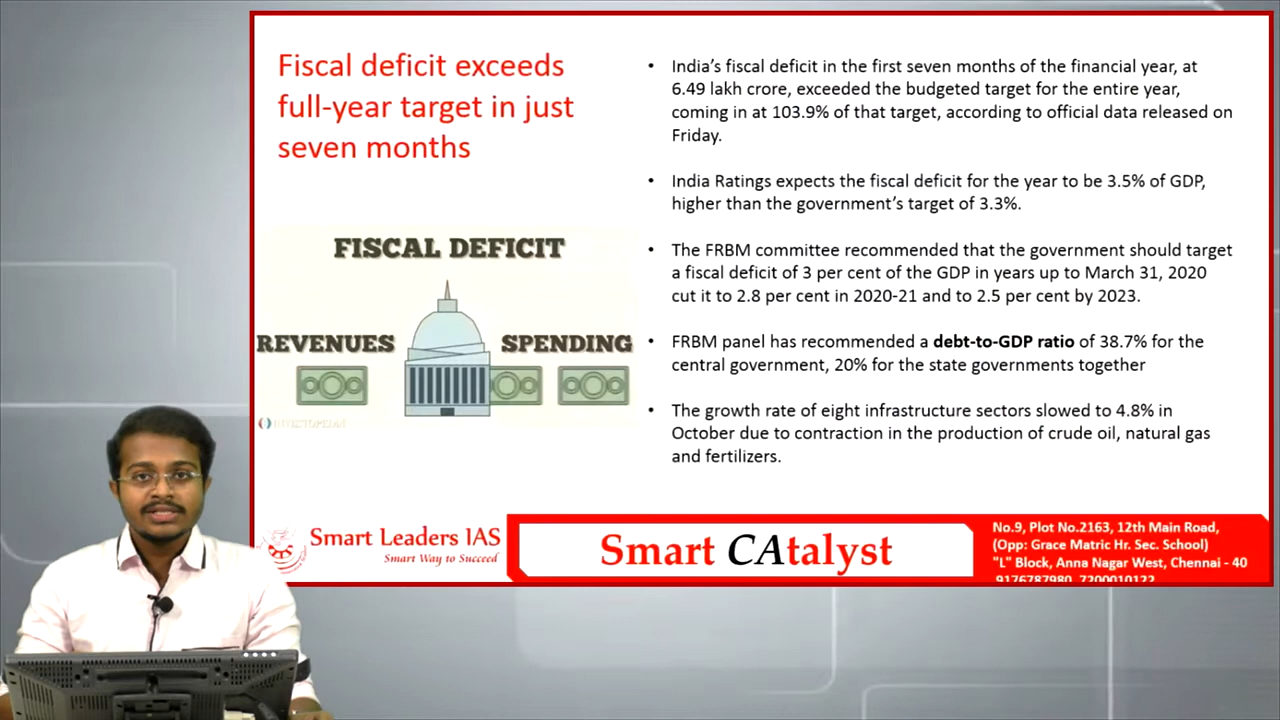 Fiscal deficit exceeds
full-year target in just
seven months
• India’s fiscal deficit in the first seven months of the financial year, at
6.49 lakh crore, exceeded the budgeted target for the entire year,
coming in at 103.9% of that target, according to official data released on
Friday.
• India Ratings expects the fiscal deficit for the year to be 3.5% of GDP,
higher than the government’s target of 3.3%.
• The FRBM committee recommended that the government should target
a fiscal deficit of 3 per cent of the GDP in years up to March 31, 2020
cut it to 2.8 per cent in 2020-21 and to 2.5 per cent by 2023.
• FRBM panel has recommended a debt-to-GDP ratio of 38.7% for the
central government, 20% for the state governments together
• The growth rate of eight infrastructure sectors slowed to 4.8% in
October due to contraction in the production of crude oil, natural gas
and fertilizers.
FISCAL DEFICIT
REVENUES
SPENDING
INVESTOPEDIA
Smart Leaders IAS
Smart Way to Succeed
Smart CAtalyst
No.9, Plot No.2163, 12th Main Road,
(Opp: Grace Matric Hr. Sec. School)
"L" Block, Anna Nagar West, Chennai - 40
9176787980, 7200010122